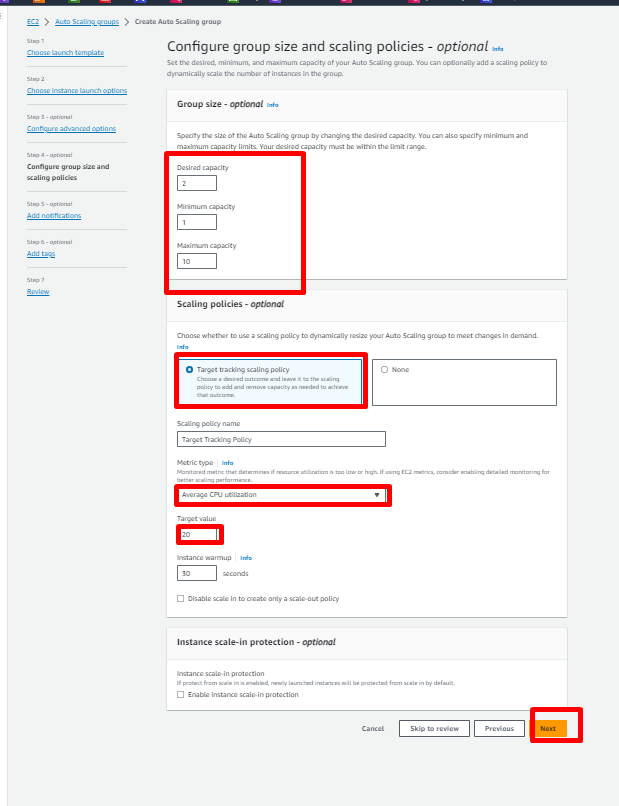 EC2 > Auto Scaling groups > Create Auto Scaling group
Step 1
Choose launch template
Step 2
Choose instance launch options
Step 3 - optional
Configure advanced options
Step 4 - optional
Configure group size and
scaling policies
Step 5 - optional
Add notifications
Step 6 - optional
Add tags
Step 7
Review
Configure group size and scaling policies - optional Info
Set the desired, minimum, and maximum capacity of your Auto Scaling group. You can optionally add a scaling policy to
dynamically scale the number of instances in the group.
Group size - optional Info
Specify the size of the Auto Scaling group by changing the desired capacity. You can also specify minimum and
maximum capacity limits. Your desired capacity must be within the limit range.
Desired capacity
2
Minimum capacity
1
Maximum capacity
10
Scaling policies - optional
Choose whether to use a scaling policy to dynamically resize your Auto Scaling group to meet changes in demand.
Info
Target tracking scaling policy
Choose a desired outcome and leave it to the scaling
policy to add and remove capacity as needed to achieve
that outcome.
None
Scaling policy name
Target Tracking Policy
Metric type Info
Monitored metric that determines if resource utilization is too low or high. If using EC2 metrics, consider enabling detailed monitoring for
better scaling performance.
Average CPU utilization
Target value
20
Instance warmup Info
30 seconds
Disable scale in to create only a scale-out policy
Instance scale-in protection - optional
Instance scale-in protection
If protect from scale in is enabled, newly launched instances will be protected from scale in by default.
Enable instance scale-in protection
Cancel Skip to review Previous Next